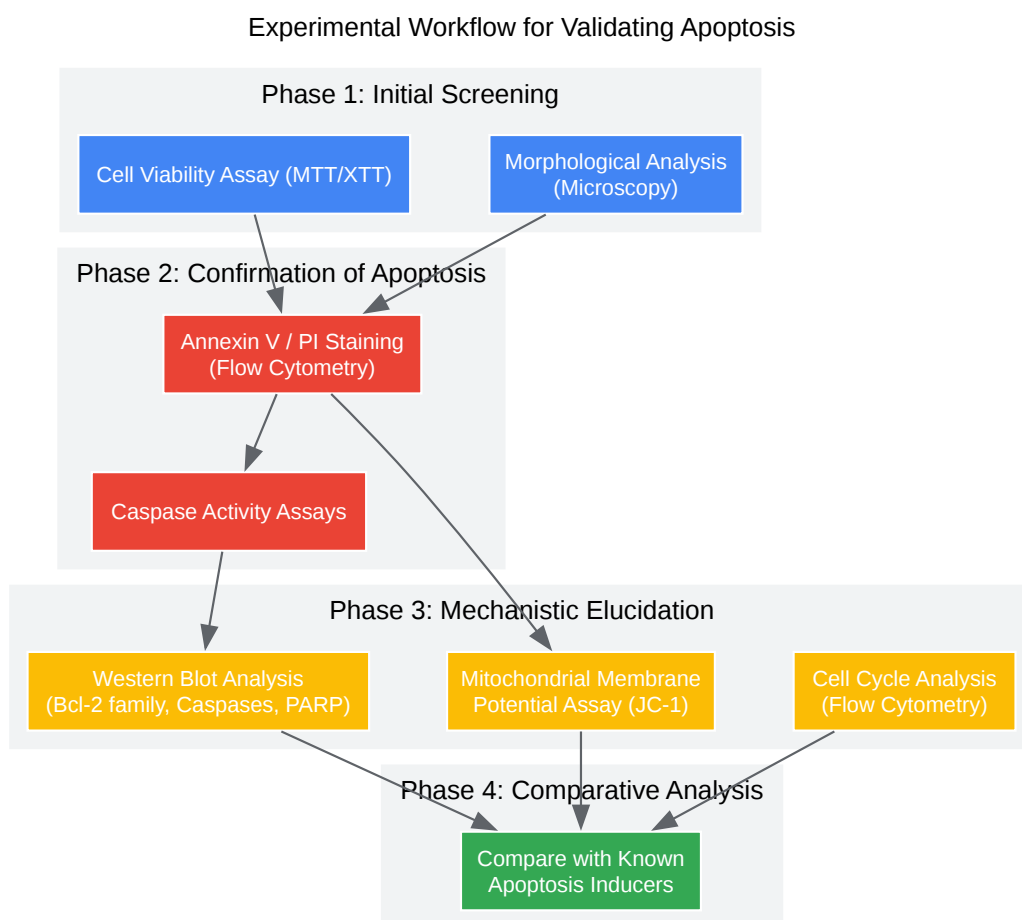 Experimental Workflow for Validating Apoptosis
Phase 1: Initial Screening
Cell Viability Assay (MTT/XTT)
Morphological Analysis
(Microscopy)
Phase 2: Confirmation of Apoptosis
Annexin V / PI Staining
(Flow Cytometry)
Caspase Activity Assays
Phase 3: Mechanistic Elucidation
Western Blot Analysis
(Bcl-2 family, Caspases, PARP)
Mitochondrial Membrane
Potential Assay (JC-1)
Cell Cycle Analysis
(Flow Cytometry)
Phase 4: Comparative Analysis
Compare with Known
Apoptosis Inducers